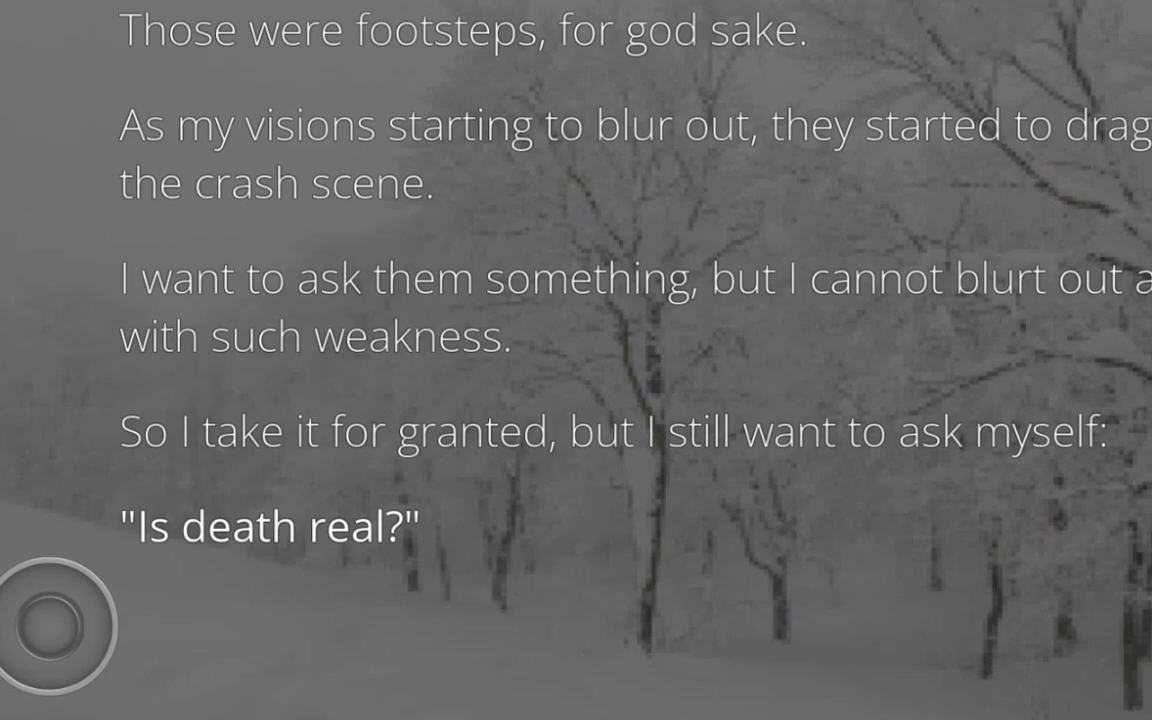 Those were footsteps, for god sake.
As my visions starting to blur out, they started to drag
the crash scene.
I want to ask them something, but I cannot blurt out a
with such weakness.
So I take it for granted, but I still want to ask myself:
"Is death real?"